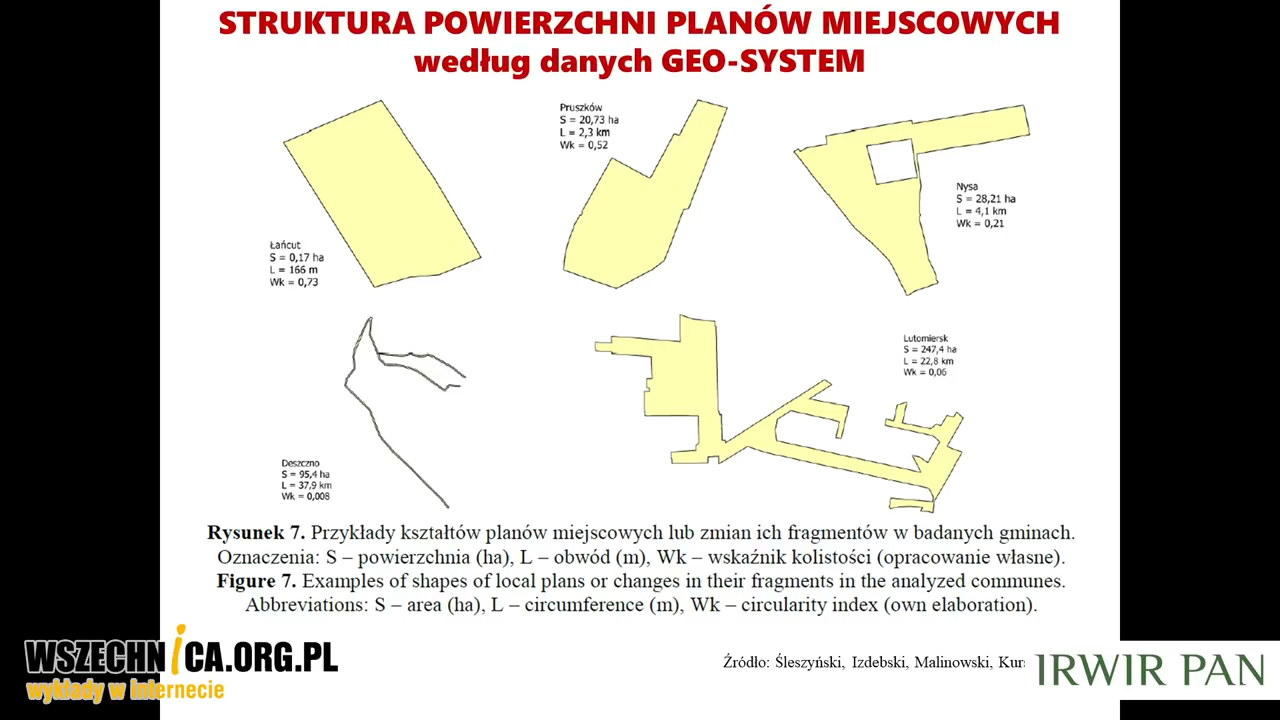 STRUKTURA POWIERZCHNI PLANÓW MIEJSCOWYCH
według danych GEO-SYSTEM
Pruszków
S = 20,73 ha
L = 2,3 km
Wk = 0,52
Nysa
S = 28,21 ha
L = 4,1 km
Wk = 0,21
Łańcut
S = 0,17 ha
L = 166 m
Wk = 0,73
Lutomiersk
S = 247,4 ha
L = 22,8 km
Wk = 0,06
Deszczno
S = 95,4 ha
L = 37,9 km
Wk = 0,008
Rysunek 7. Przykłady kształtów planów miejscowych lub zmian ich fragmentów w badanych gminach.
Oznaczenia: S – powierzchnia (ha), L – obwód (m), Wk – wskaźnik kolistości (opracowanie własne).
Figure 7. Examples of shapes of local plans or changes in their fragments in the analyzed communes.
Abbreviations: S – area (ha), L – circumference (m), Wk – circularity index (own elaboration).
WSZECHNICA.ORG.PL
wykłady w internecie
Źródło: Śleszyński, Izdebski, Malinowski, Kur
IRWIR PAN